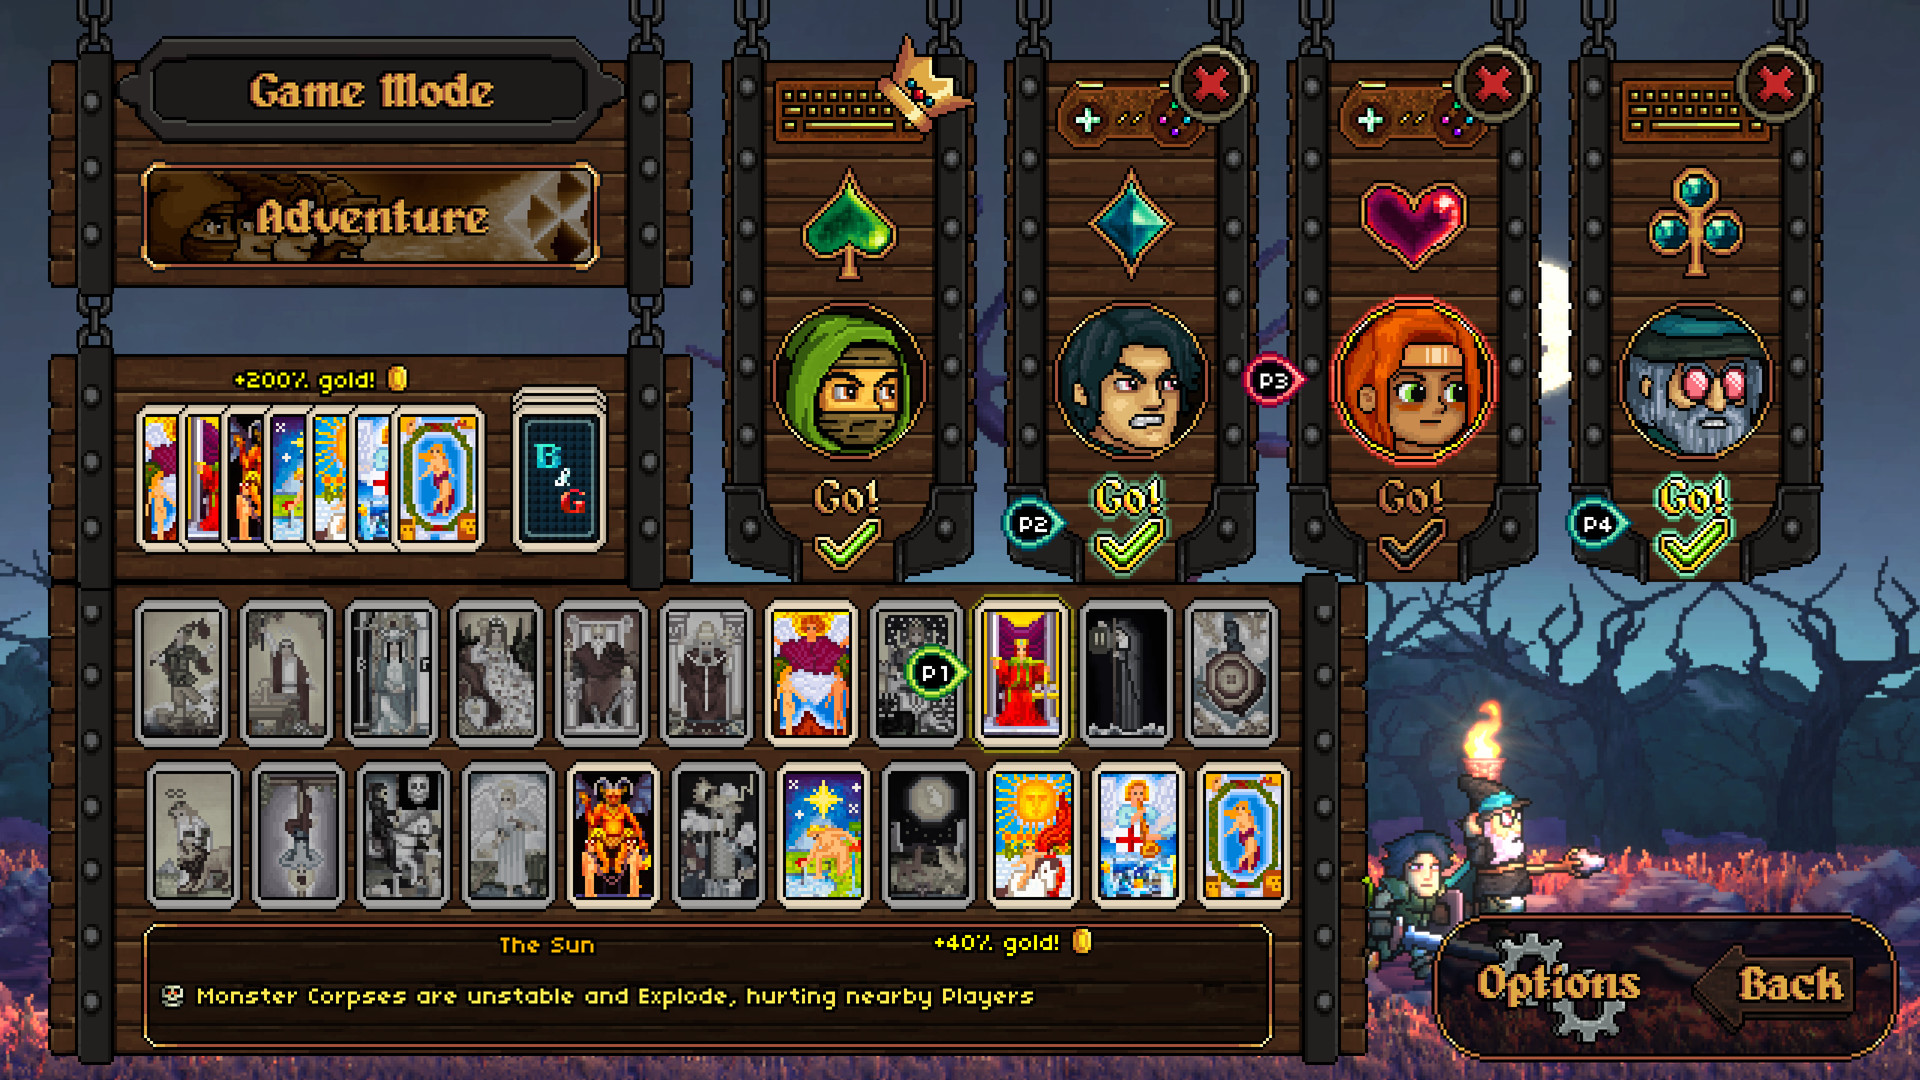 Game Mode
Adventure
+200% gold!
B
&
G
P3
Go!
Go!
Go!
Go!
P2
P4
P1
The Sun
+40% gold!
Monster Corpses are unstable and Explode, hurting nearby Players
Options
Back